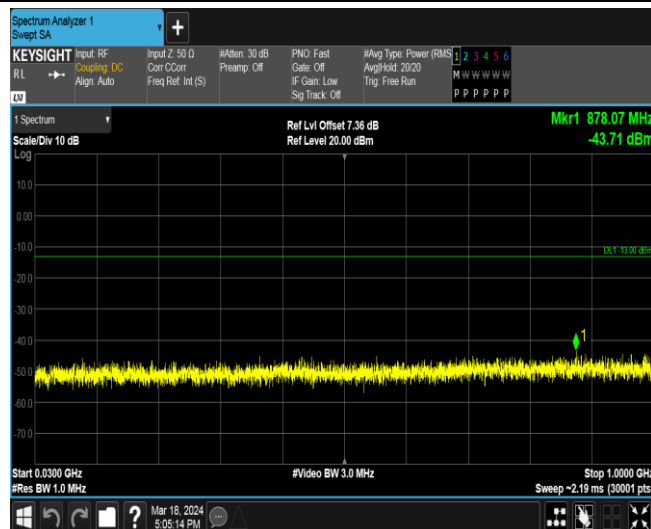 Spectrum Analyzer 1
Swept SA
+
KEYSIGHT
RL
LXI
Input: RF
Coupling: DC
Align: Auto
Input Z: 50 Ω
Corr CCorr
Freq Ref: Int (S)
#Atten: 30 dB
Preamp: Off
PNO: Fast
Gate: Off
IF Gain: Low
Sig Track: Off
#Avg Type: Power (RMS
Avg|Hold: 20/20
Trig: Free Run
1 2 3 4 5 6
M W W W W W
P P P P P P
1 Spectrum
Scale/Div 10 dB
Log
Ref Lvl Offset 7.36 dB
Ref Level 20.00 dBm
Mkr1 878.07 MHz
-43.71 dBm
10.0
0.00
-10.0
DL1 -13.00 dBm
-20.0
-30.0
-40.0
1
-50.0
-60.0
-70.0
Start 0.0300 GHz
#Video BW 3.0 MHz
Stop 1.0000 GHz
#Res BW 1.0 MHz
Sweep ~2.19 ms (30001 pts)
?
Mar 18, 2024
5:05:14 PM